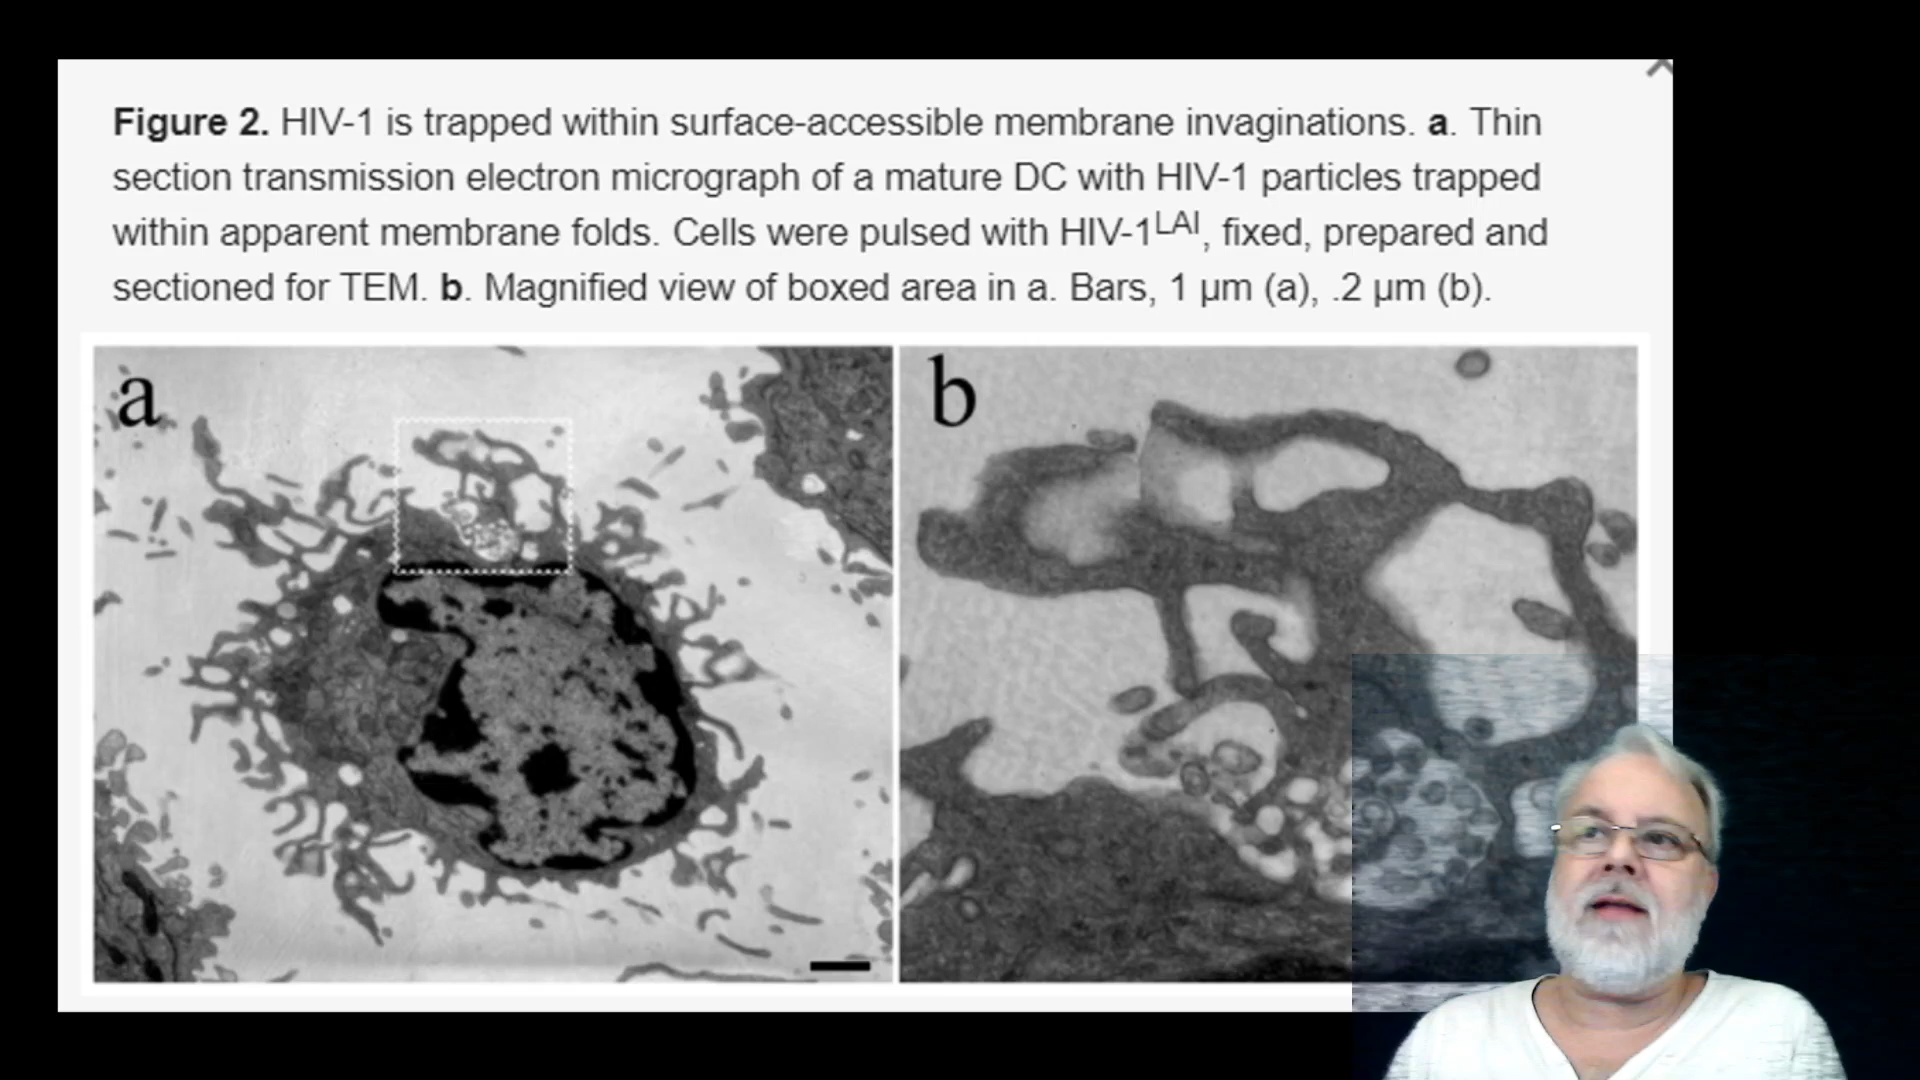 Figure 2. HIV-1 is trapped within surface-accessible membrane invaginations. a. Thin
section transmission electron micrograph of a mature DC with HIV-1 particles trapped
within apparent membrane folds. Cells were pulsed with HIV-1LAI, fixed, prepared and
sectioned for TEM. b. Magnified view of boxed area in a. Bars, 1 µm (a), .2 µm (b).
a
b